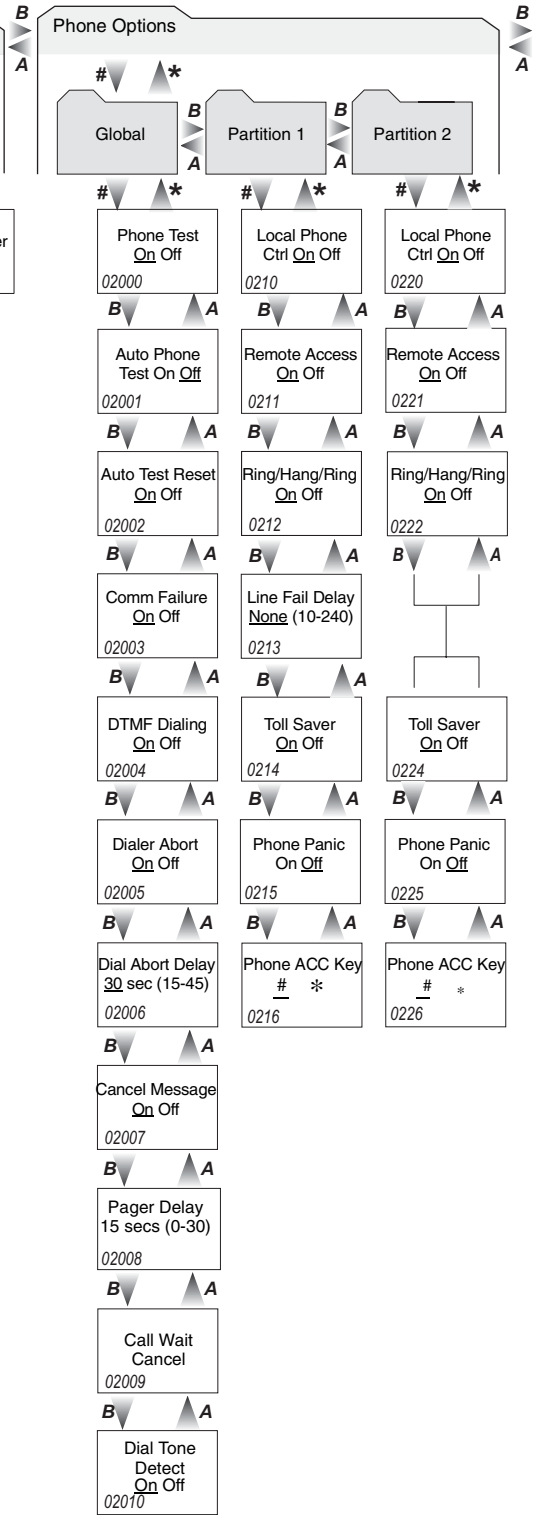 B
Phone Options
B
A
#
*
A
B
B
Global
Partition 1
Partition 2
A
A
#
*
#
*
#
*
er
Phone Test
On Off
02000
Local Phone
Ctrl On Off
0210
Local Phone
Ctrl On Off
0220
B
A
B
A
B
A
Auto Phone
Test On Off
02001
Remote Access
On Off
0211
Remote Access
On Off
0221
B
A
B
A
B
A
Auto Test Reset
On Off
02002
Ring/Hang/Ring
On Off
0212
Ring/Hang/Ring
On Off
0222
B
A
B
A
B
A
Comm Failure
On Off
02003
Line Fail Delay
None (10-240)
0213
B
A
B
A
DTMF Dialing
On Off
02004
Toll Saver
On Off
0214
Toll Saver
On Off
0224
B
A
B
A
B
A
Dialer Abort
On Off
02005
Phone Panic
On Off
0215
Phone Panic
On Off
0225
B
A
B
A
B
A
Dial Abort Delay
30 sec (15-45)
02006
Phone ACC Key
# *
0216
Phone ACC Key
# *
0226
B
A
Cancel Message
On Off
02007
B
A
Pager Delay
15 secs (0-30)
02008
B
A
Call Wait
Cancel
02009
B
A
Dial Tone
Detect
On Off
02010